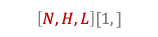 [N, H, L][1, ]